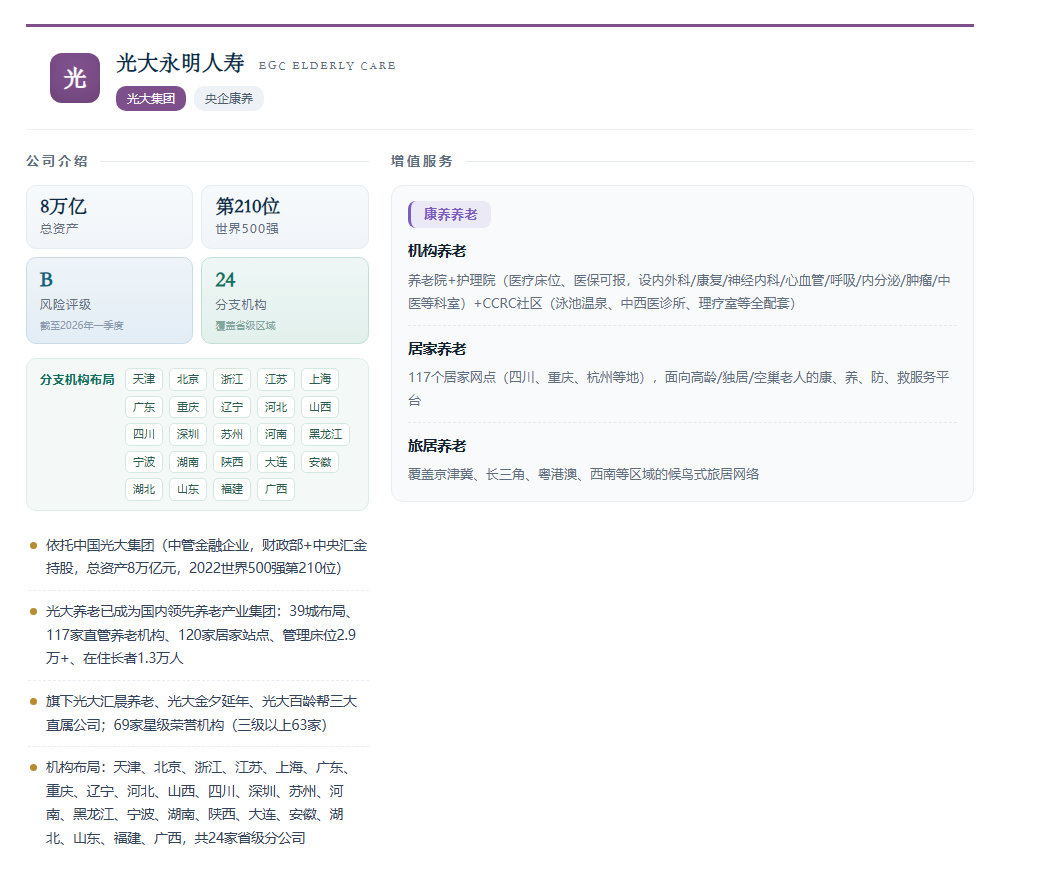 光
光大永明人寿 EGC ELDERLY CARE
光大集团 央企康养
公司介绍
8万亿
总资产
第210位
世界500强
B
风险评级
截至2026年一季度
24
分支机构
覆盖省级区域
分支机构布局 天津 北京 浙江 江苏 上海
广东 重庆 辽宁 河北 山西
四川 深圳 苏州 河南 黑龙江
宁波 湖南 陕西 大连 安徽
湖北 山东 福建 广西
依托中国光大集团（中管金融企业，财政部+中央汇金
持股，总资产8万亿元，2022世界500强第210位）
光大养老已成为国内领先养老产业集团：39城布局、
117家直管养老机构、120家居家站点、管理床位2.9
万+、在住长者1.3万人
旗下光大汇晨养老、光大金夕延年、光大百龄帮三大
直属公司；69家星级荣誉机构（三级以上63家）
机构布局：天津、北京、浙江、江苏、上海、广东、
重庆、辽宁、河北、山西、四川、深圳、苏州、河
南、黑龙江、宁波、湖南、陕西、大连、安徽、湖
北、山东、福建、广西，共24家省级分公司
增值服务
康养养老
机构养老
养老院+护理院（医疗床位、医保可报，设内外科/康复/神经内科/心血管/呼吸/内分泌/肿瘤/中
医等科室）+CCRC社区（泳池温泉、中西医诊所、理疗室等全配套）
居家养老
117个居家网点（四川、重庆、杭州等地），面向高龄/独居/空巢老人的康、养、防、救服务平
台
旅居养老
覆盖京津冀、长三角、粤港澳、西南等区域的候鸟式旅居网络